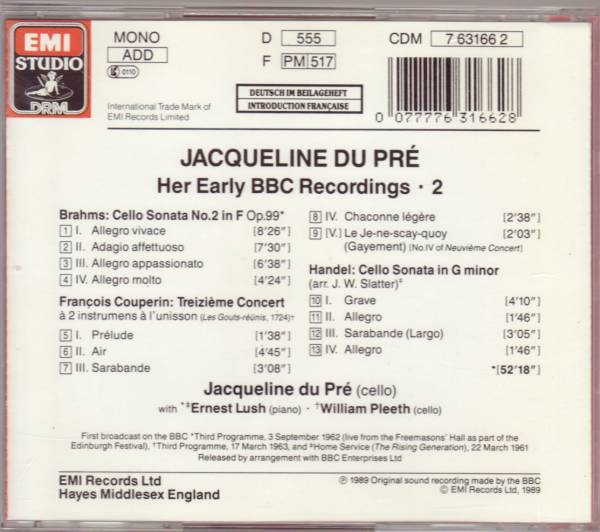 EMI
STUDIO
DRM
MONO
ADD
0110
D 555
F PM 517
CDM 7 63166 2
International Trade Mark of
EMI Records Limited
DEUTSCH IM BEILAGEHEFT
INTRODUCTION FRANÇAISE
0 077776 316628
JACQUELINE DU PRÉ
Her Early BBC Recordings · 2
Brahms: Cello Sonata No.2 in F Op.99*
1 I. Allegro vivace [8'26"]
2 II. Adagio affettuoso [7'30"]
3 III. Allegro appassionato [6'38"]
4 IV. Allegro molto [4'24"]
François Couperin: Treizième Concert
à 2 instrumens à l'unisson (Les Gouts-réünis, 1724)†
5 I. Prélude [1'38"]
6 II. Air [4'45"]
7 III. Sarabande [3'08"]
8 IV. Chaconne légère [2'38"]
9 [V.] Le Je-ne-scay-quoy [2'03"]
(Gayement) [No.IV of Neuvième Concert]
Handel: Cello Sonata in G minor
(arr. J. W. Slatter)‡
10 I. Grave [4'10"]
11 II. Allegro [1'46"]
12 III. Sarabande (Largo) [3'05"]
13 IV. Allegro [1'46"]
*[52'18"]
Jacqueline du Pré (cello)
with *‡Ernest Lush (piano) · †William Pleeth (cello)
First broadcast on the BBC *Third Programme, 3 September 1962 (live from the Freemasons' Hall as part of the
Edinburgh Festival), †Third Programme, 17 March 1963, and ‡Home Service (The Rising Generation), 22 March 1961
Released by arrangement with BBC Enterprises Ltd
EMI Records Ltd
Hayes Middlesex England
℗ 1989 Original sound recording made by the BBC
© EMI Records Ltd, 1989